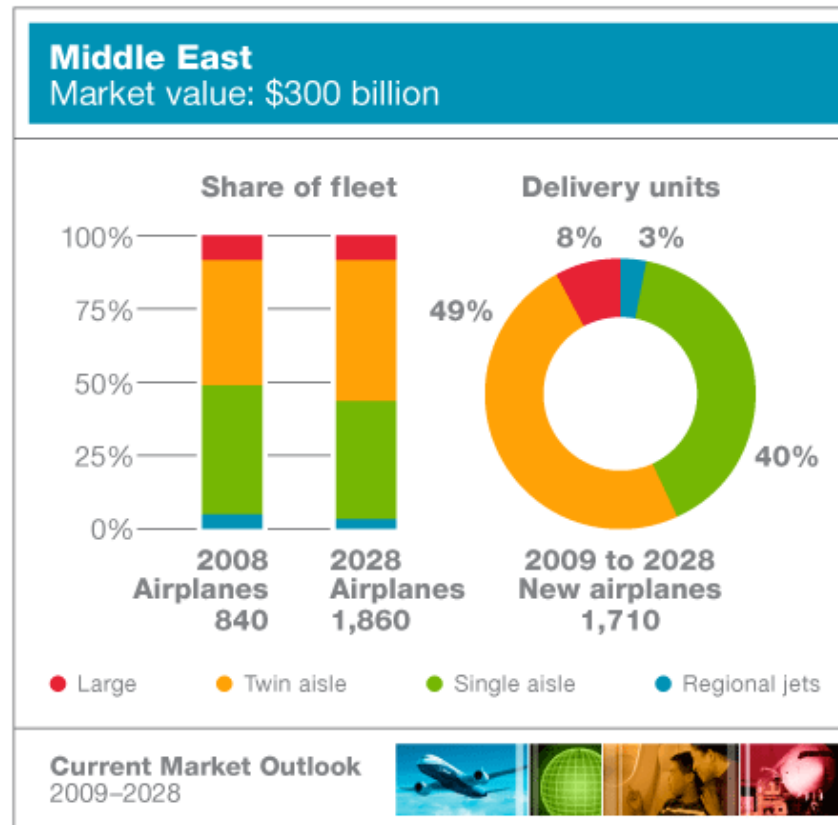 Middle East
Market value: $300 billion
Share of fleet
Delivery units
100%
75%
50%
25%
0%
8%
3%
49%
40%
2008
Airplanes
840
2028
Airplanes
1,860
2009 to 2028
New airplanes
1,710
Large
Twin aisle
Single aisle
Regional jets
Current Market Outlook
2009–2028